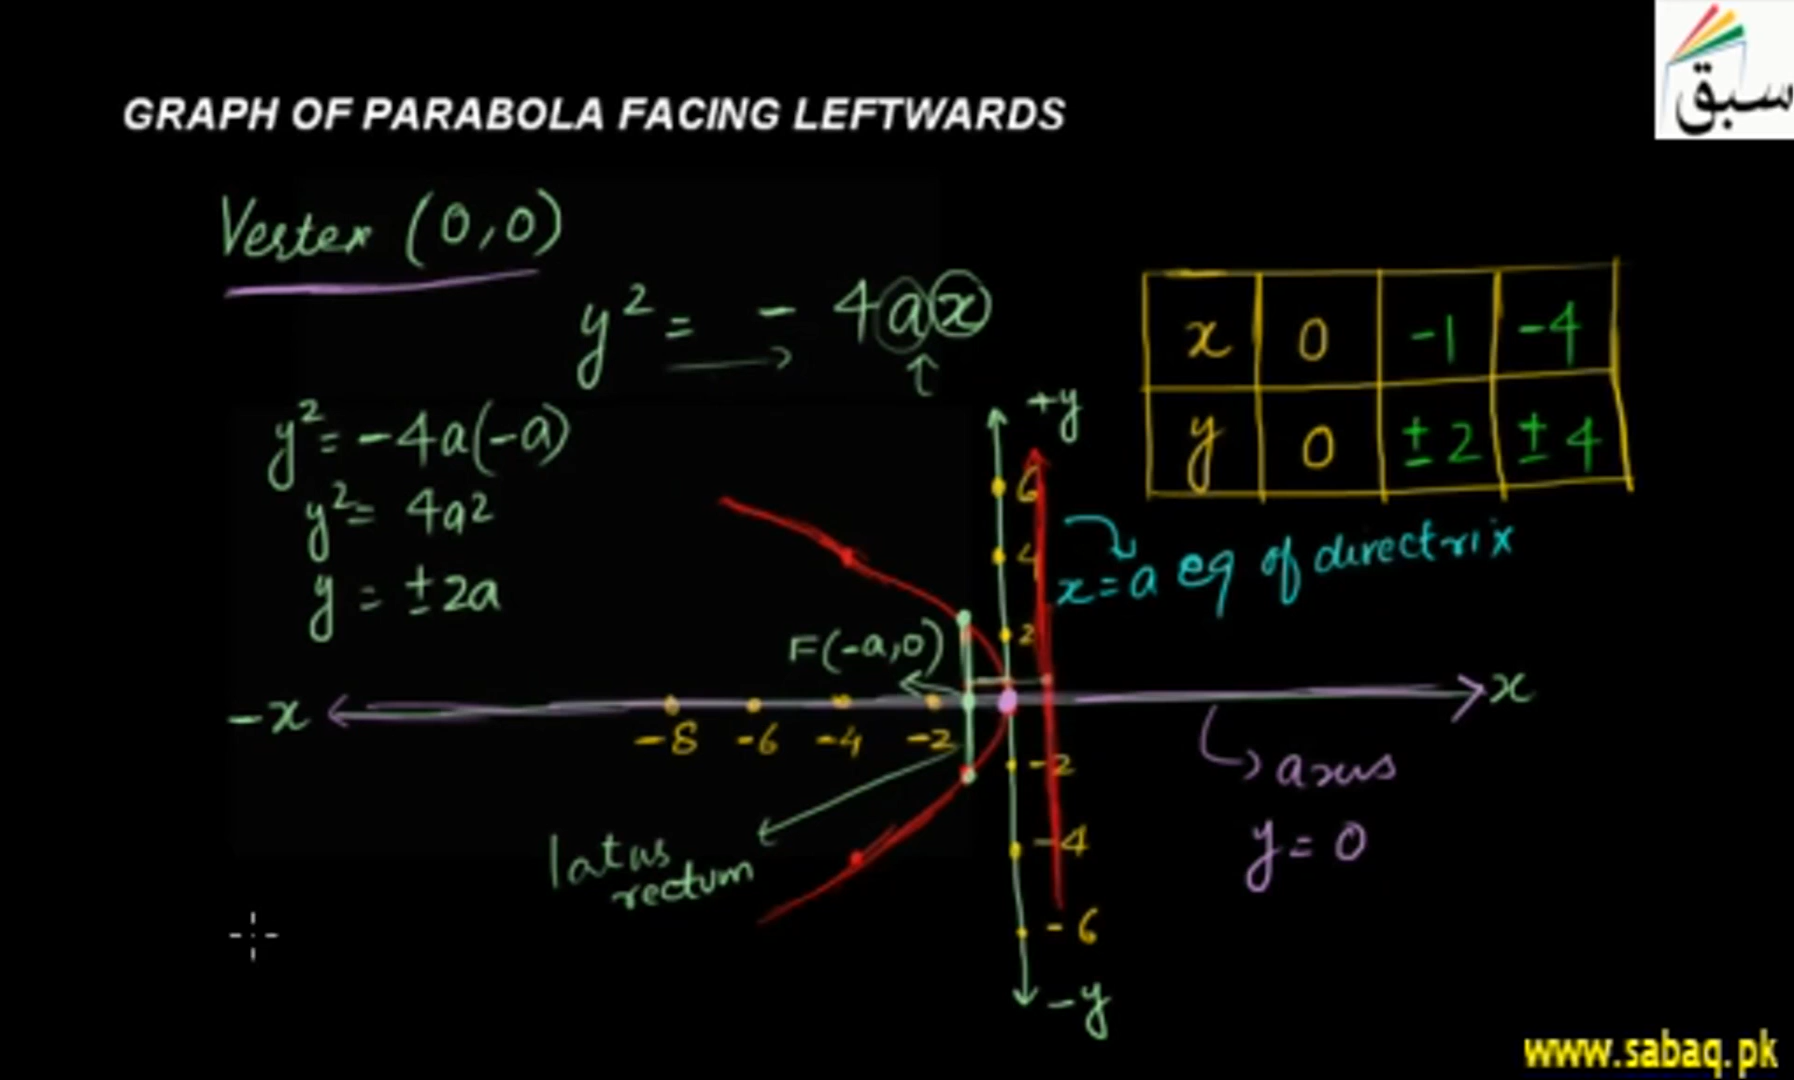 سبق
GRAPH OF PARABOLA FACING LEFTWARDS
Vertex (0,0)
y² = - 4ax
x 0 -1 -4
y 0 ±2 ±4
y² = -4a(-a)
y² = 4a²
y = ±2a
+y
6
4
2
x=a eq of directrix
F(-a,0)
-x
x
-8 -6 -4 -2
-2
-4
-6
-y
axis
y = 0
latus
rectum
www.sabaq.pk